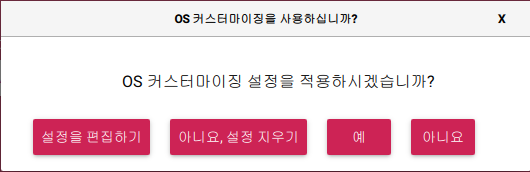 OS 커스터마이징을 사용하십니까?
X
OS 커스터마이징 설정을 적용하시겠습니까?
설정을 편집하기
아니요, 설정 지우기
예
아니요